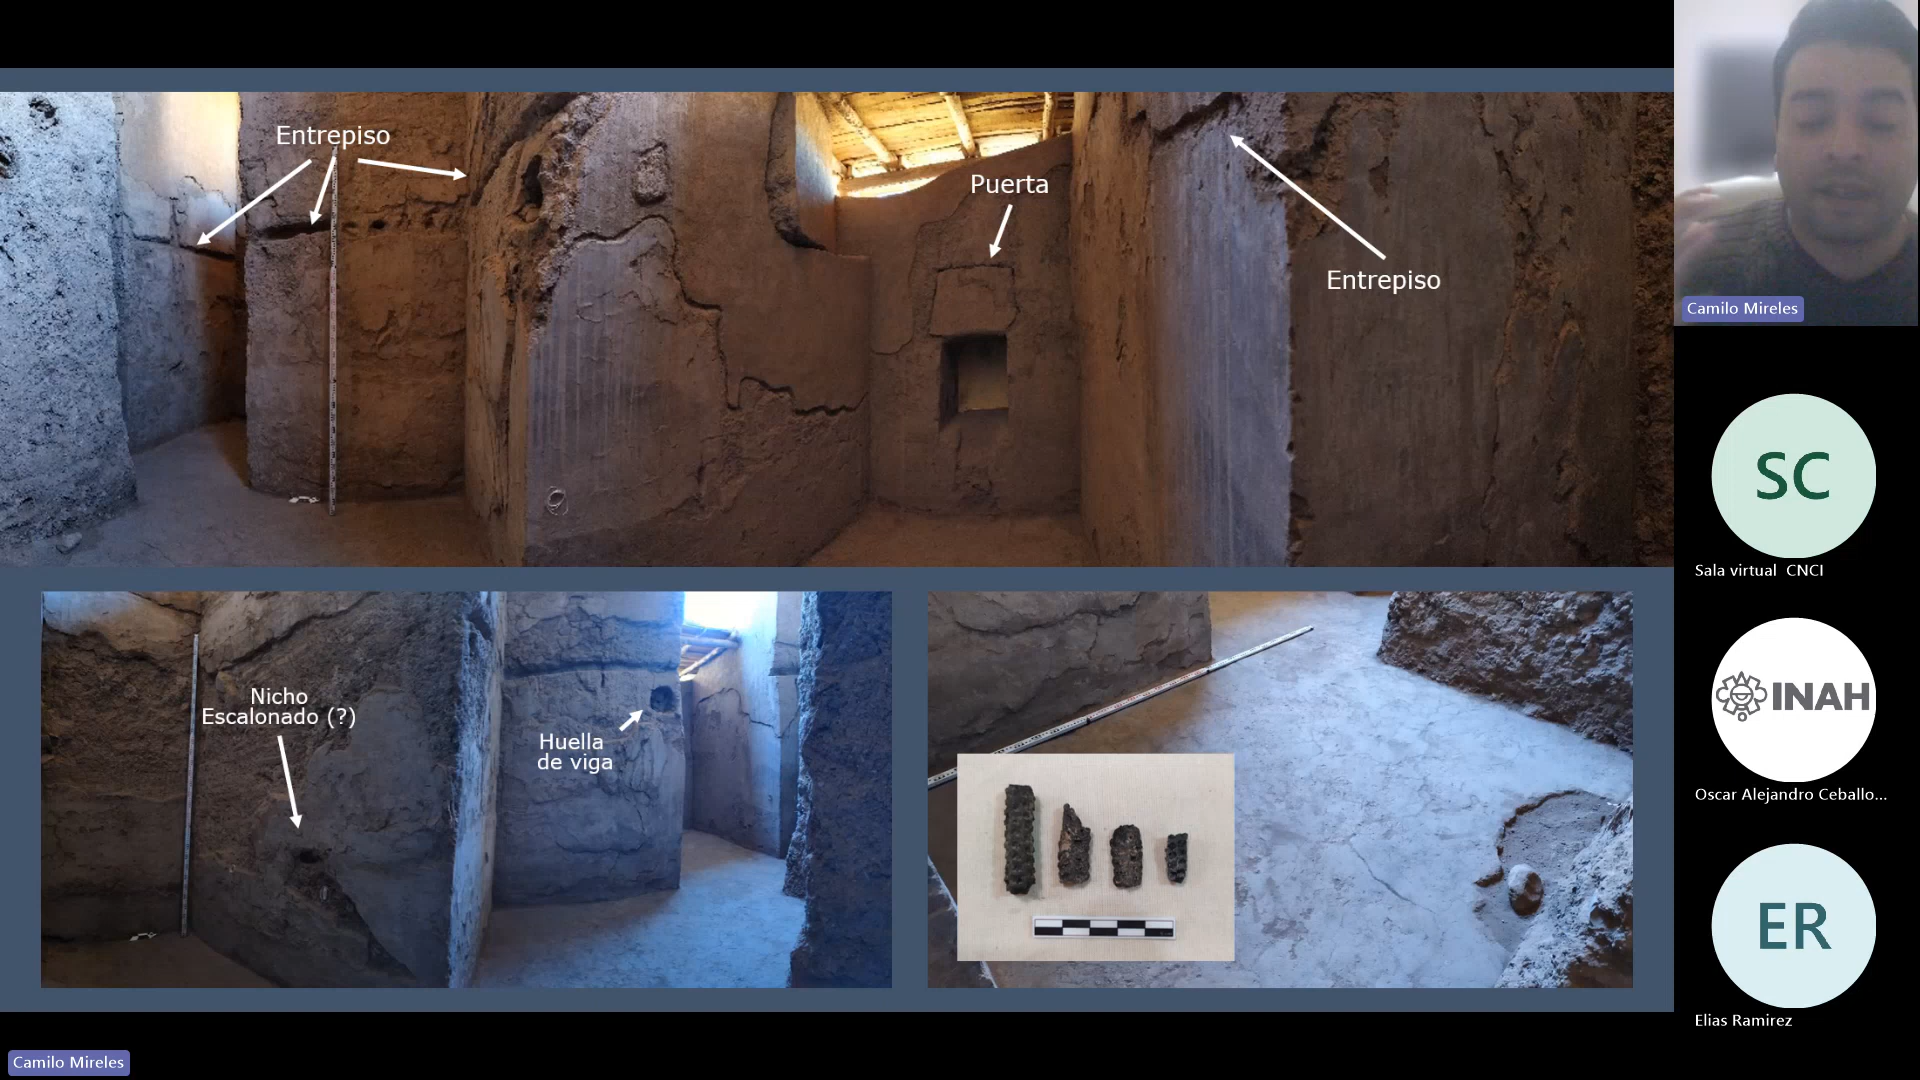 Entrepiso
Puerta
Entrepiso
Nicho
Escalonado (?)
Huella
de viga
Camilo Mireles
SC
Sala virtual CNCI
INAH
Oscar Alejandro Ceballo...
ER
Elias Ramirez
Camilo Mireles